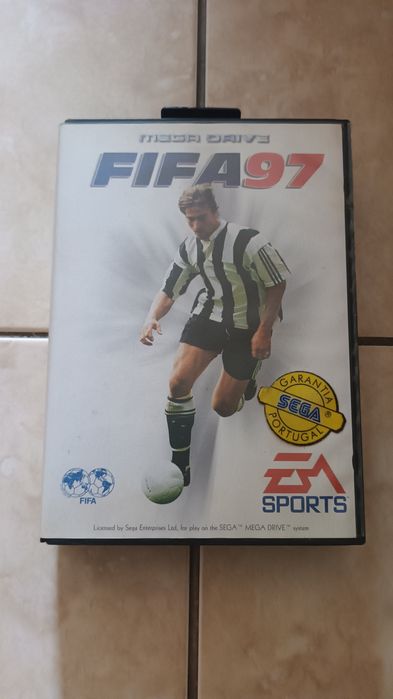 MEGA DRIVE
FIFA97
GARANTIA
SEGA®
PORTUGAL
EA
SPORTS™
FIFA
Licensed by Sega Enterprises Ltd, for play on the SEGA™ MEGA DRIVE™ system